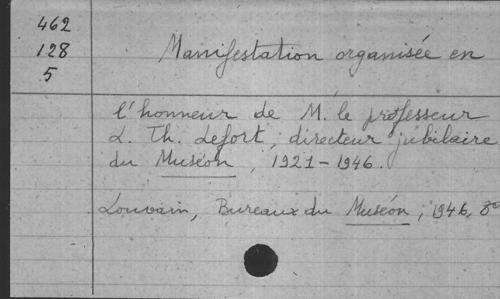 462
128
5
Manifestation organisée en
l'honneur de M. le professeur
L. Th. Lefort, directeur jubilaire
du Muséon, 1921-1946.
Louvain, Bureaux du Muséon, 1946, 8º